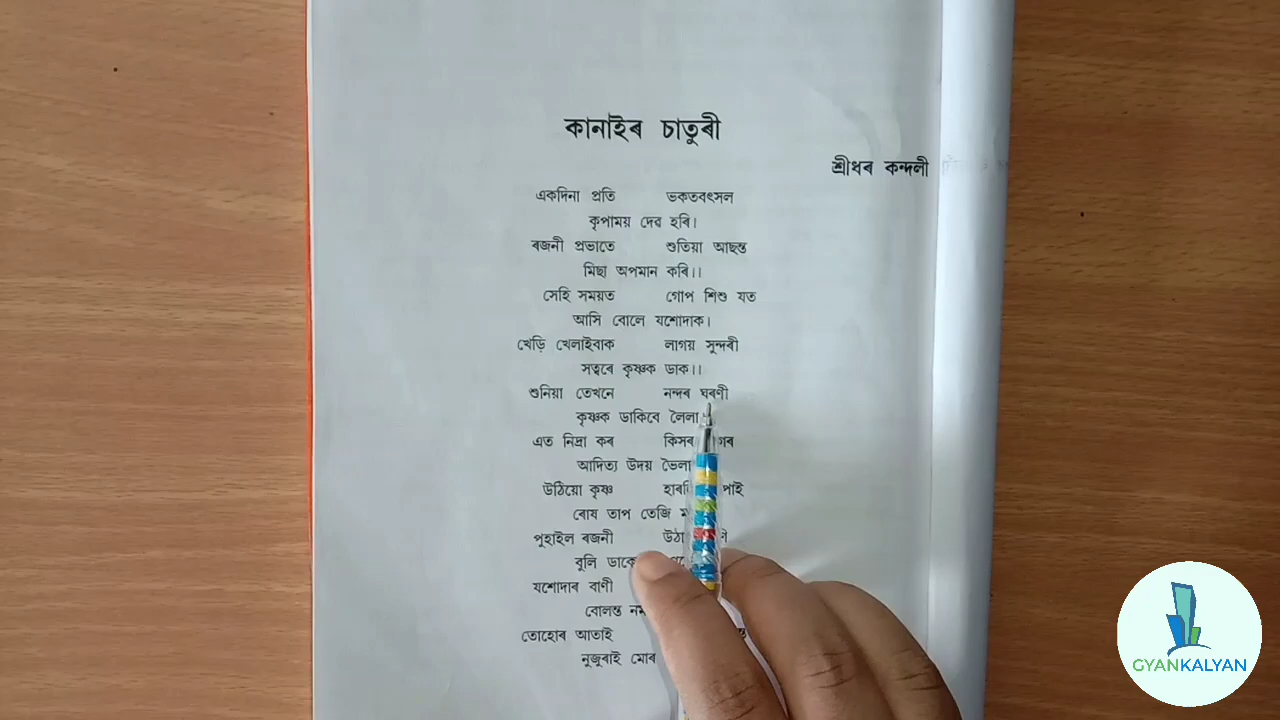 কানাইৰ চাতুৰী
শ্ৰীধৰ কন্দলী
একদিনা প্ৰতি ভকতবৎসল
কৃপাময় দেৱ হৰি।
ৰজনী প্ৰভাতে শুতিয়া আছন্ত
মিছা অপমান কৰি।।
সেহি সময়ত গোপ শিশু যত
আসি বোলে যশোদাক।
খেড়ি খেলাইবাক লাগয় সুন্দৰী
সত্বৰে কৃষ্ণক ডাক।।
শুনিয়া তেখনে নন্দৰ ঘৰণী
কৃষ্ণক ডাকিবে লৈলা
এত নিদ্ৰা কৰ
আদিত্য উদয় ভৈলা
উঠিয়ো কৃষ্ণ পাই
ৰোষ তাপ তেজি
পুহাইল ৰজনী
বুলি
যশোদাৰ বাণী
বোলন্ত
তোহোৰ আতাই
নুজুৰাই মোৰ
GYANKALYAN